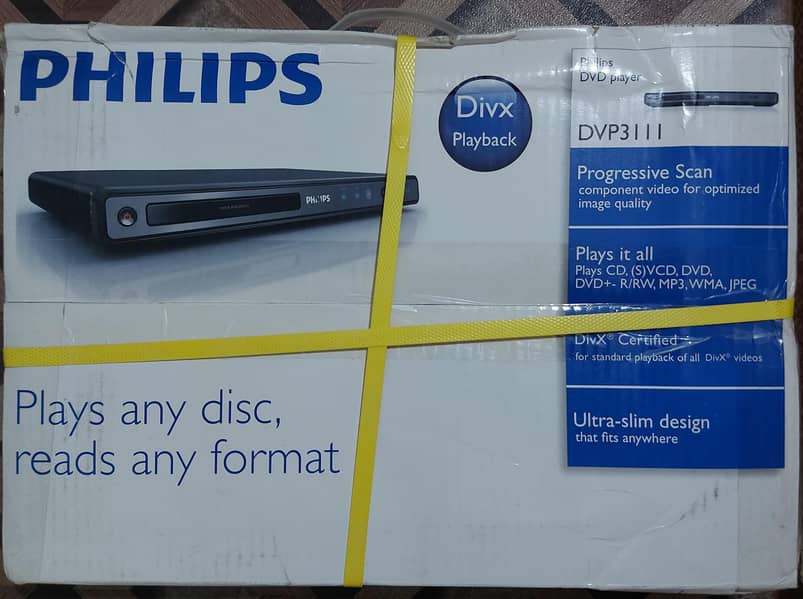 PHILIPS
PHILIPS
Divx
Playback
Philips
DVD player
DVP3111
Progressive Scan
component video for optimized
image quality
Plays it all
Plays CD, (S)VCD, DVD,
DVD+- R/RW, MP3, WMA, JPEG
DivX® Certified
for standard playback of all DivX® videos
Ultra-slim design
that fits anywhere
Plays any disc,
reads any format